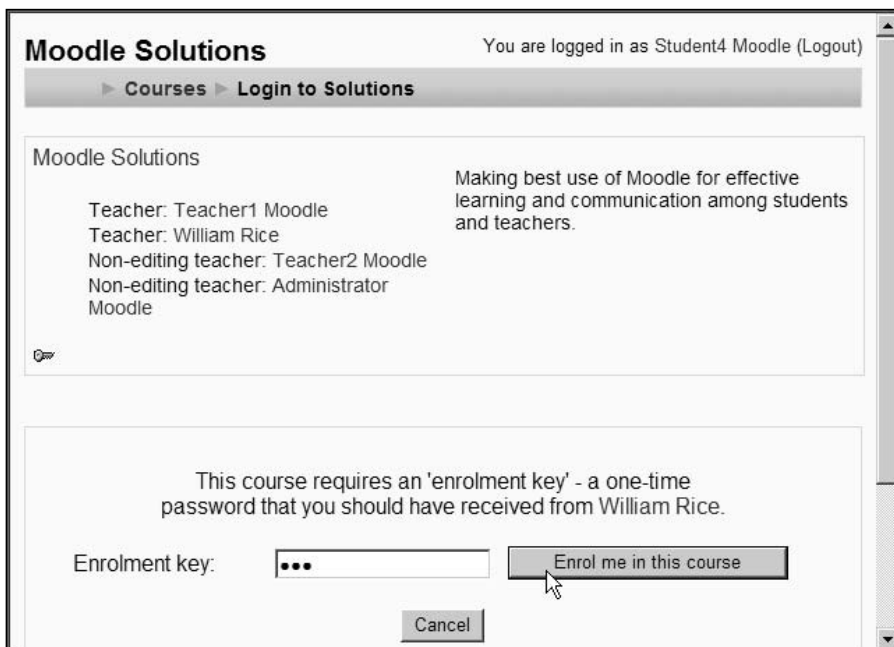 Moodle Solutions
You are logged in as Student4 Moodle (Logout)
Courses Login to Solutions
Moodle Solutions
Teacher: Teacher1 Moodle
Teacher: William Rice
Non-editing teacher: Teacher2 Moodle
Non-editing teacher: Administrator
Moodle
Making best use of Moodle for effective
learning and communication among students
and teachers.
This course requires an 'enrolment key' - a one-time
password that you should have received from William Rice.
Enrolment key: ●●● Enrol me in this course
Cancel